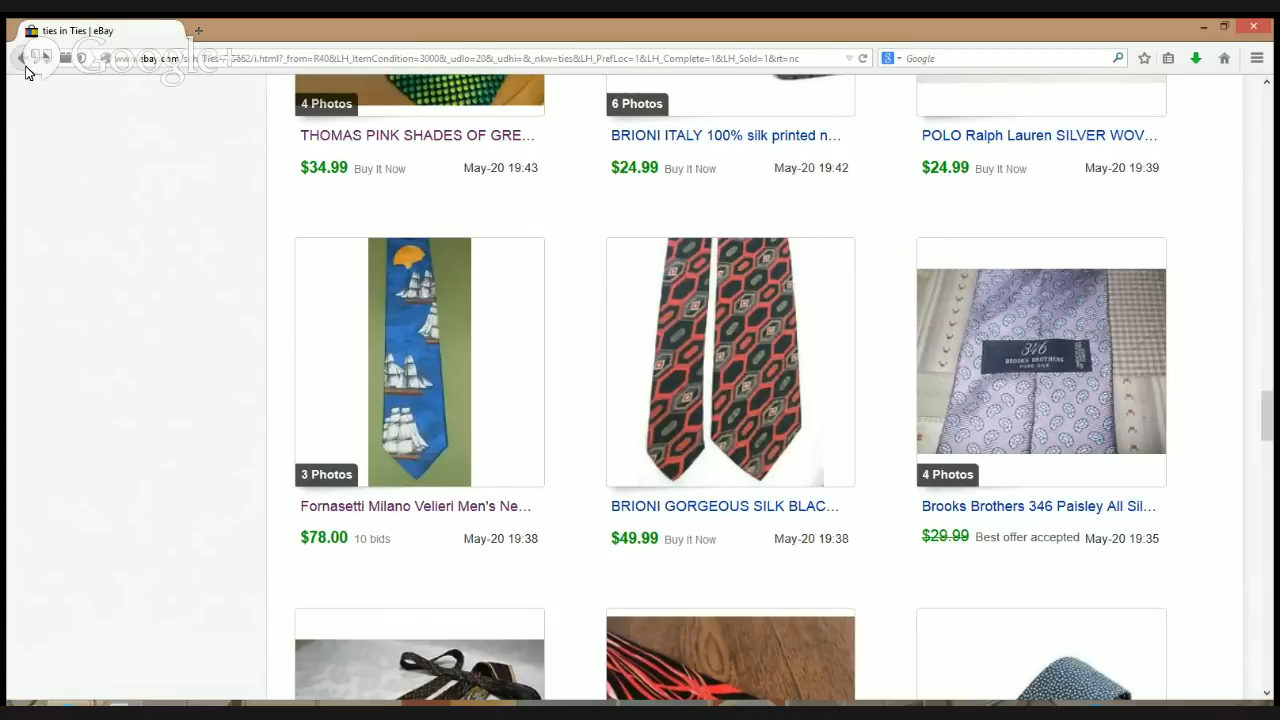 ties in Ties | eBay
Google+
Google
4 Photos
6 Photos
THOMAS PINK SHADES OF GRE...
BRIONI ITALY 100% silk printed n...
POLO Ralph Lauren SILVER WOV...
$34.99 Buy It Now May-20 19:43
$24.99 Buy It Now May-20 19:42
$24.99 Buy It Now May-20 19:39
346
BROOKS BROTHERS
3 Photos
4 Photos
Fornasetti Milano Velieri Men's Ne...
BRIONI GORGEOUS SILK BLAC...
Brooks Brothers 346 Paisley All Sil...
$78.00 10 bids May-20 19:38
$49.99 Buy It Now May-20 19:38
$29.99 Best offer accepted May-20 19:35